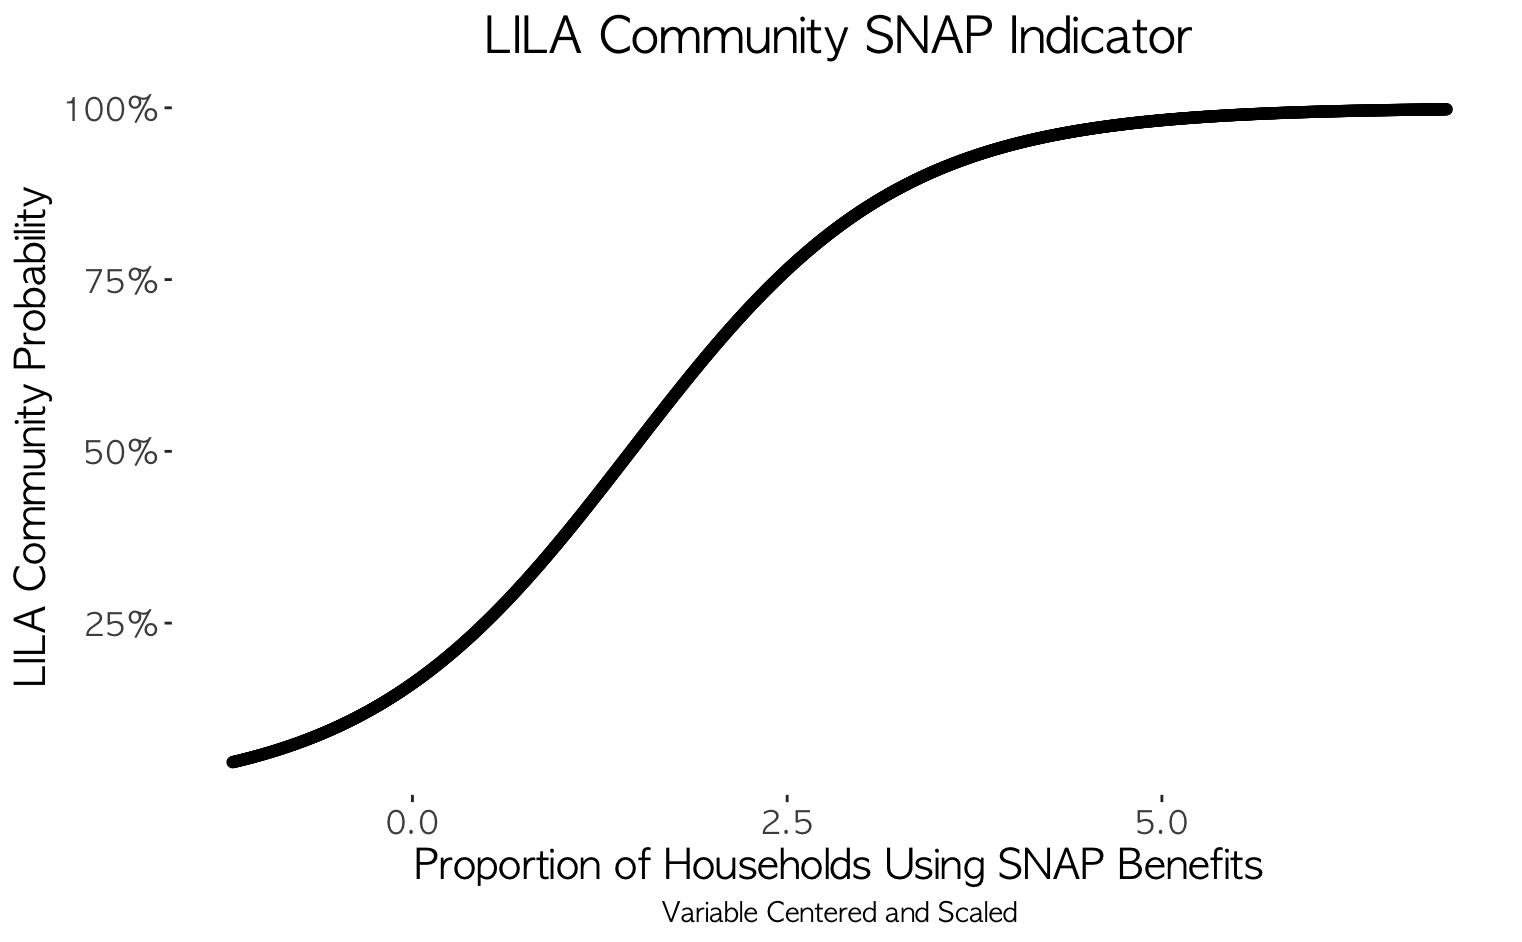 LILA Community SNAP Indicator
100%
75%
50%
25%
LILA Community Probability
0.0 2.5 5.0
Proportion of Households Using SNAP Benefits
Variable Centered and Scaled